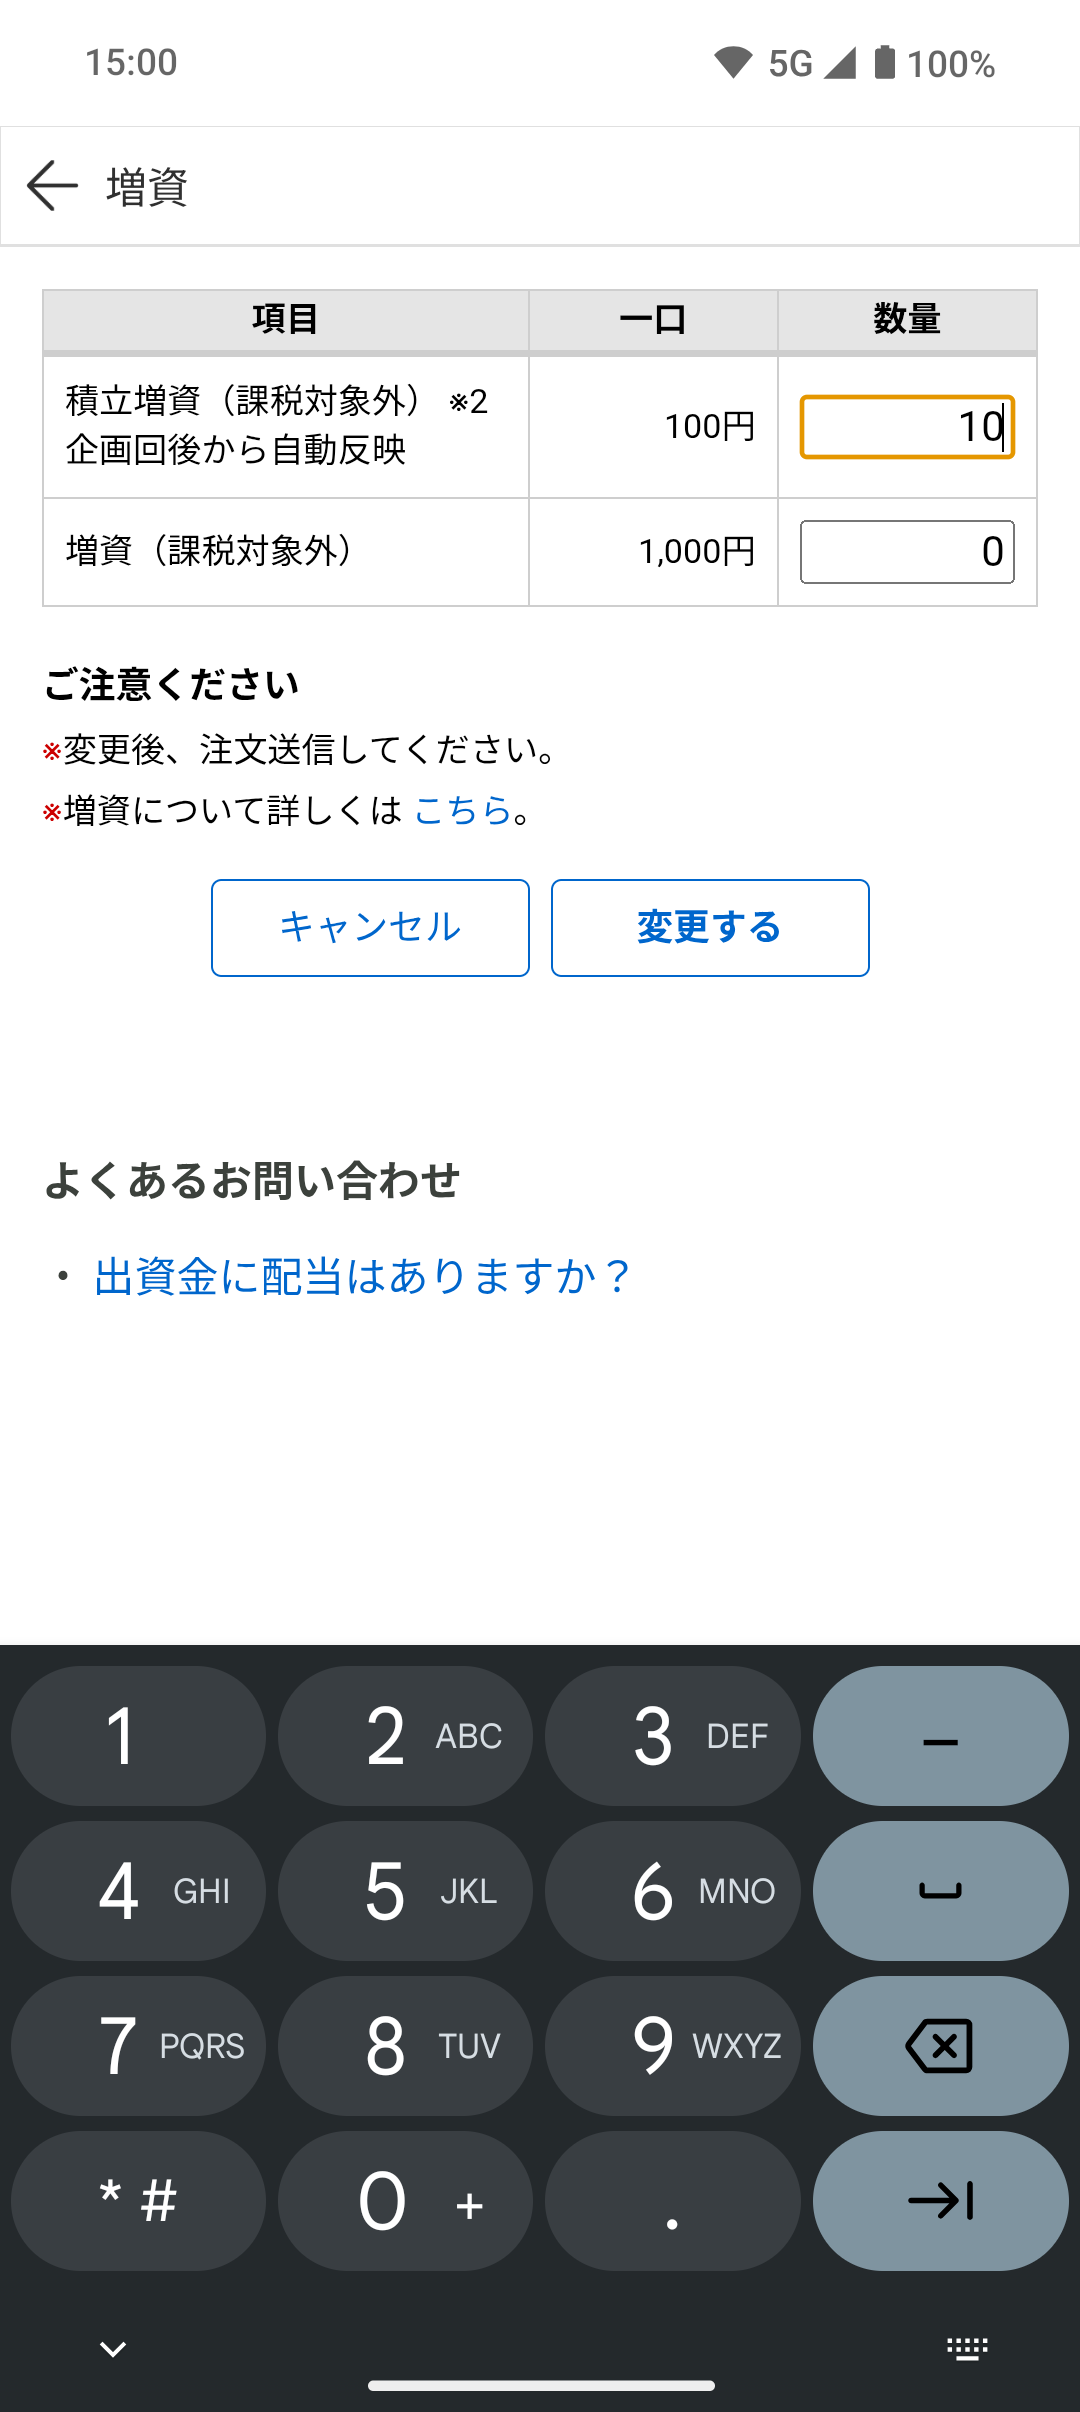 15:00 5G 100%
増資
項目 一口 数量
積立増資（課税対象外） ※2
企画回後から自動反映 100円 10
増資（課税対象外） 1,000円 0
ご注意ください
※変更後、注文送信してください。
※増資について詳しくは こちら。
キャンセル 変更する
よくあるお問い合わせ
・ 出資金に配当はありますか？
1 2 ABC 3 DEF –
4 GHI 5 JKL 6 MNO
7 PQRS 8 TUV 9 WXYZ
* # 0 + .